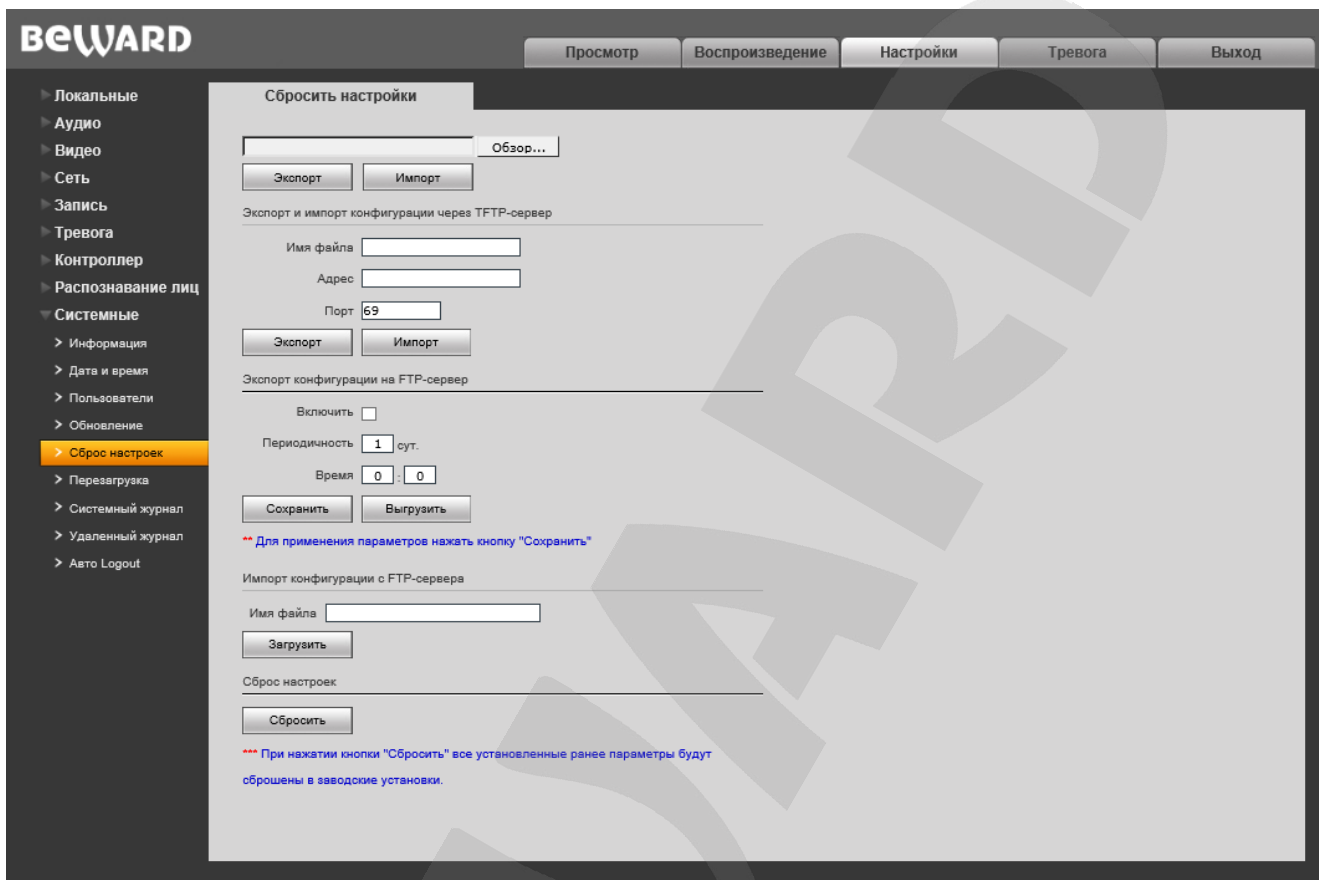 BEWARD
Просмотр Воспроизведение Настройки Тревога Выход
Локальные
Аудио
Видео
Сеть
Запись
Тревога
Контроллер
Распознавание лиц
Системные
Информация
Дата и время
Пользователи
Обновление
Сброс настроек
Перезагрузка
Системный журнал
Удаленный журнал
Авто Logout
Сбросить настройки
Обзор...
Экспорт Импорт
Экспорт и импорт конфигурации через TFTP-сервер
Имя файла
Адрес
Порт 69
Экспорт Импорт
Экспорт конфигурации на FTP-сервер
Включить
Периодичность 1 сут.
Время 0 : 0
Сохранить Выгрузить
** Для применения параметров нажать кнопку "Сохранить"
Импорт конфигурации с FTP-сервера
Имя файла
Загрузить
Сброс настроек
Сбросить
*** При нажатии кнопки "Сбросить" все установленные ранее параметры будут
сброшены в заводские установки.